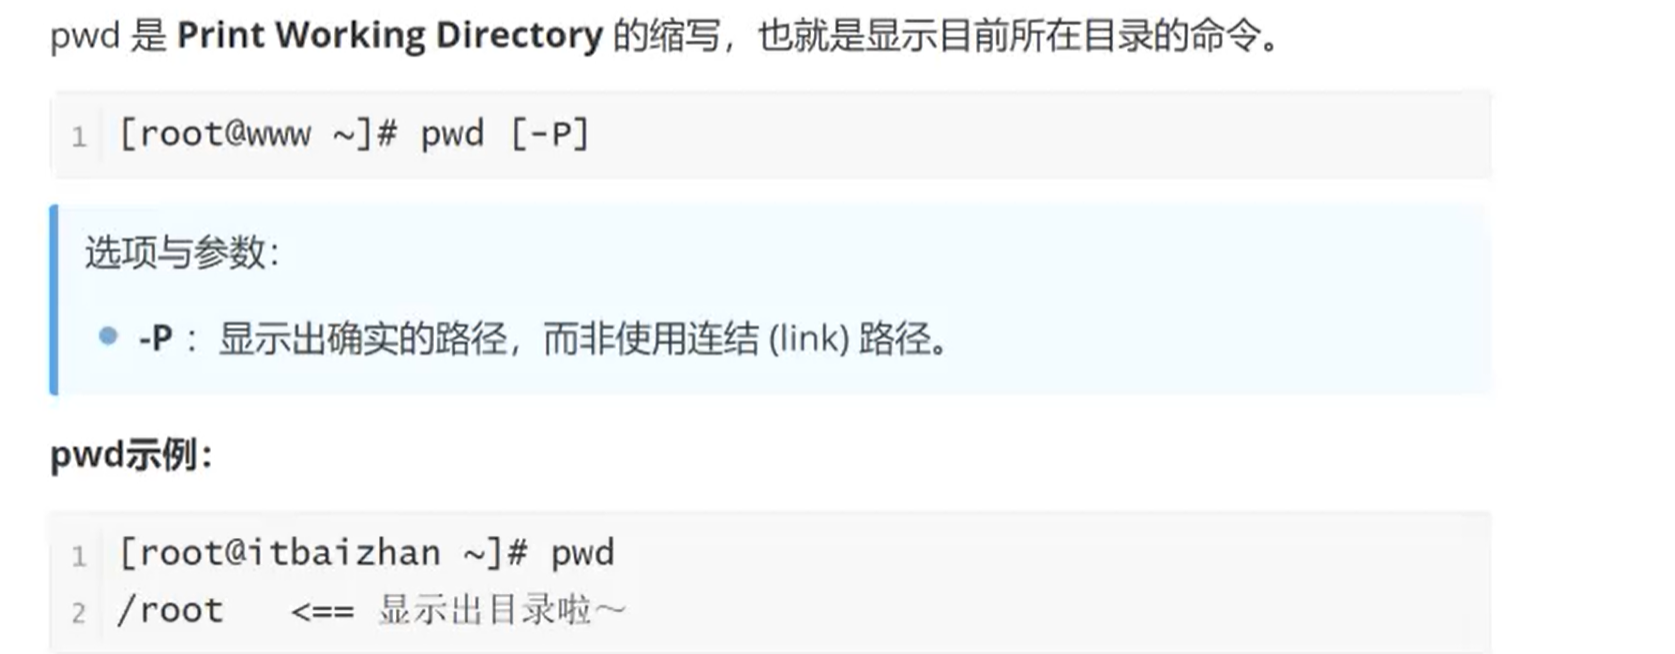 pwd 是 Print Working Directory 的缩写，也就是显示目前所在目录的命令。
1 [root@www ~]# pwd [-P]
选项与参数：
-P ： 显示出确实的路径，而非使用连结 (link) 路径。
pwd示例：
1 [root@itbaizhan ~]# pwd
2 /root   <== 显示出目录啦～